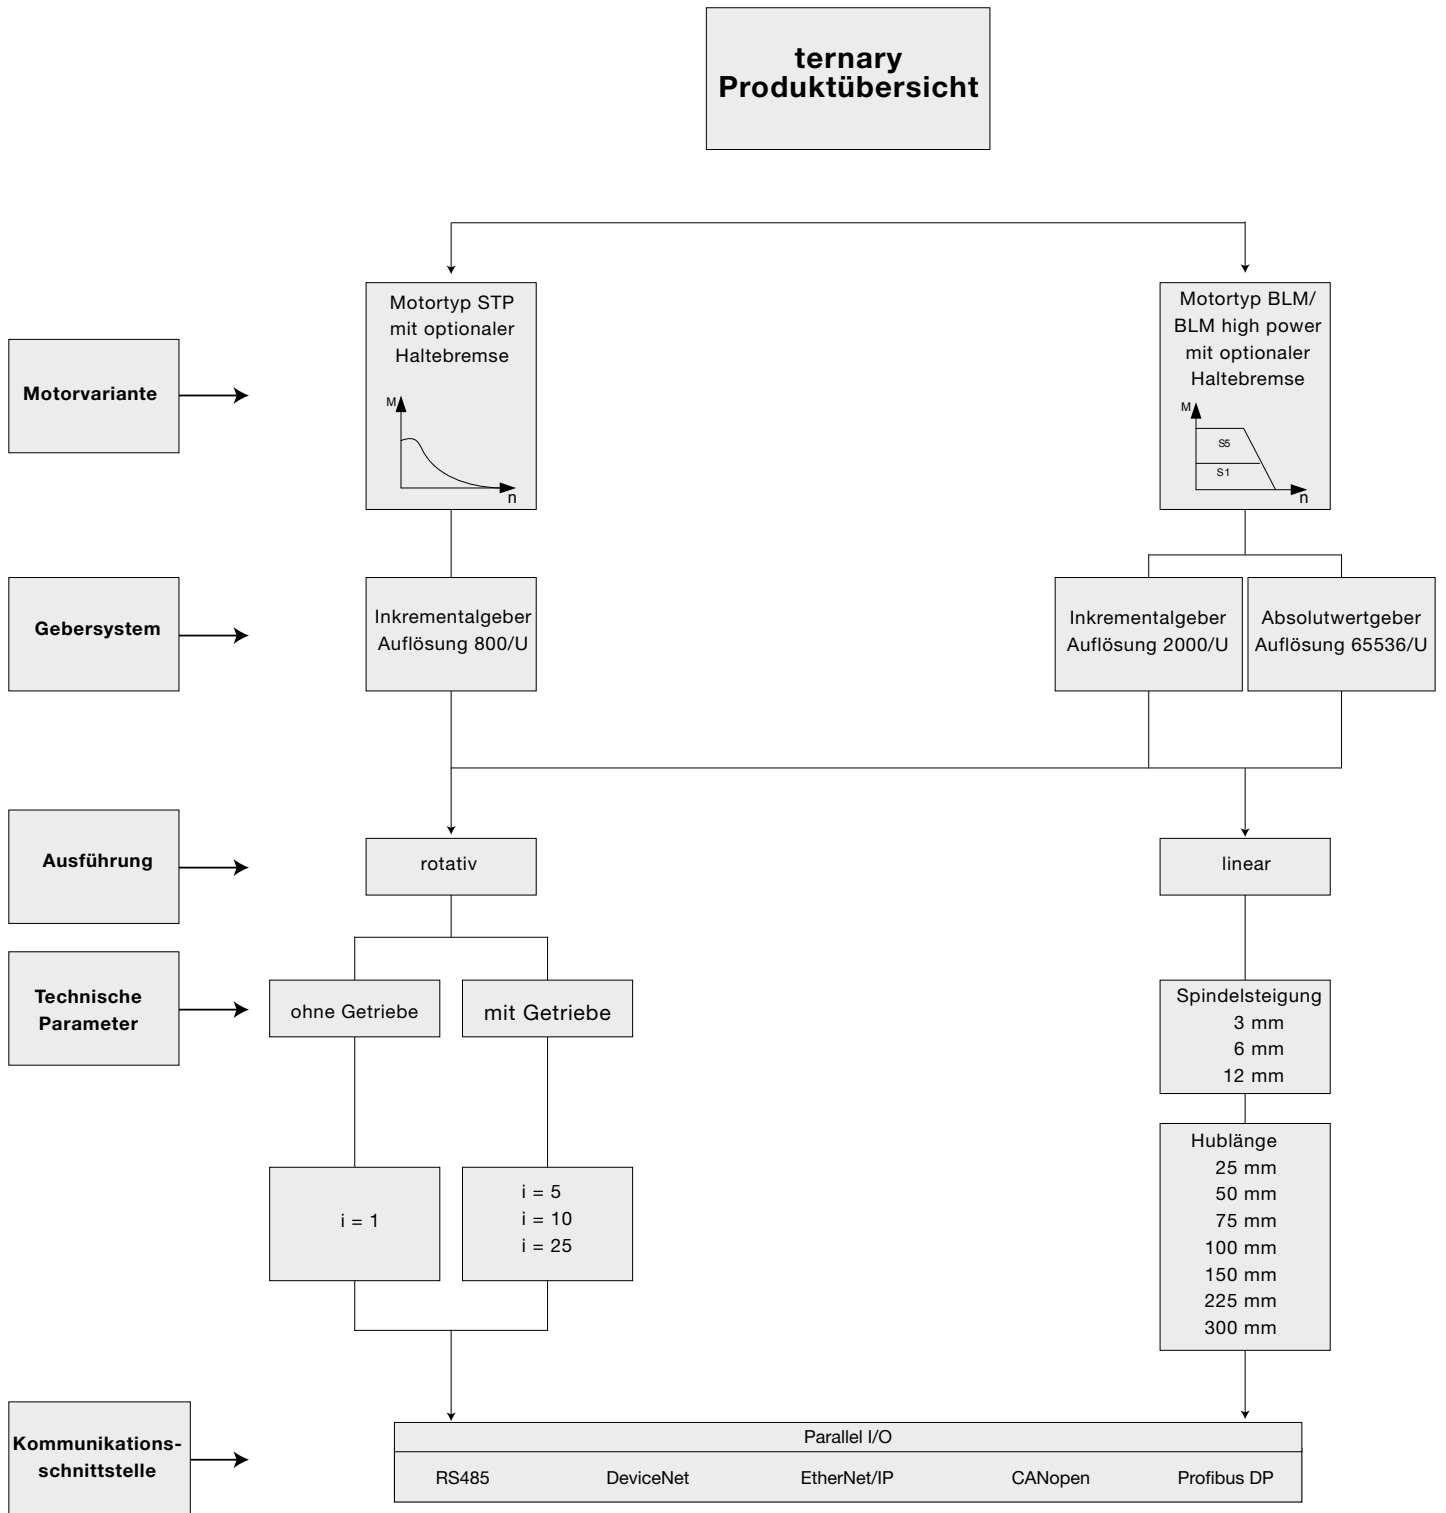 ternary
Produktübersicht
Motorvariante
Motortyp STP
mit optionaler
Haltebremse
M
n
Motortyp BLM/
BLM high power
mit optionaler
Haltebremse
M
S5
S1
n
Gebersystem
Inkrementalgeber
Auflösung 800/U
Inkrementalgeber
Auflösung 2000/U
Absolutwertgeber
Auflösung 65536/U
Ausführung
rotativ
linear
Technische
Parameter
ohne Getriebe
mit Getriebe
Spindelsteigung
3 mm
6 mm
12 mm
i = 1
i = 5
i = 10
i = 25
Hublänge
25 mm
50 mm
75 mm
100 mm
150 mm
225 mm
300 mm
Kommunikations-
schnittstelle
Parallel I/O
RS485 DeviceNet EtherNet/IP CANopen Profibus DP